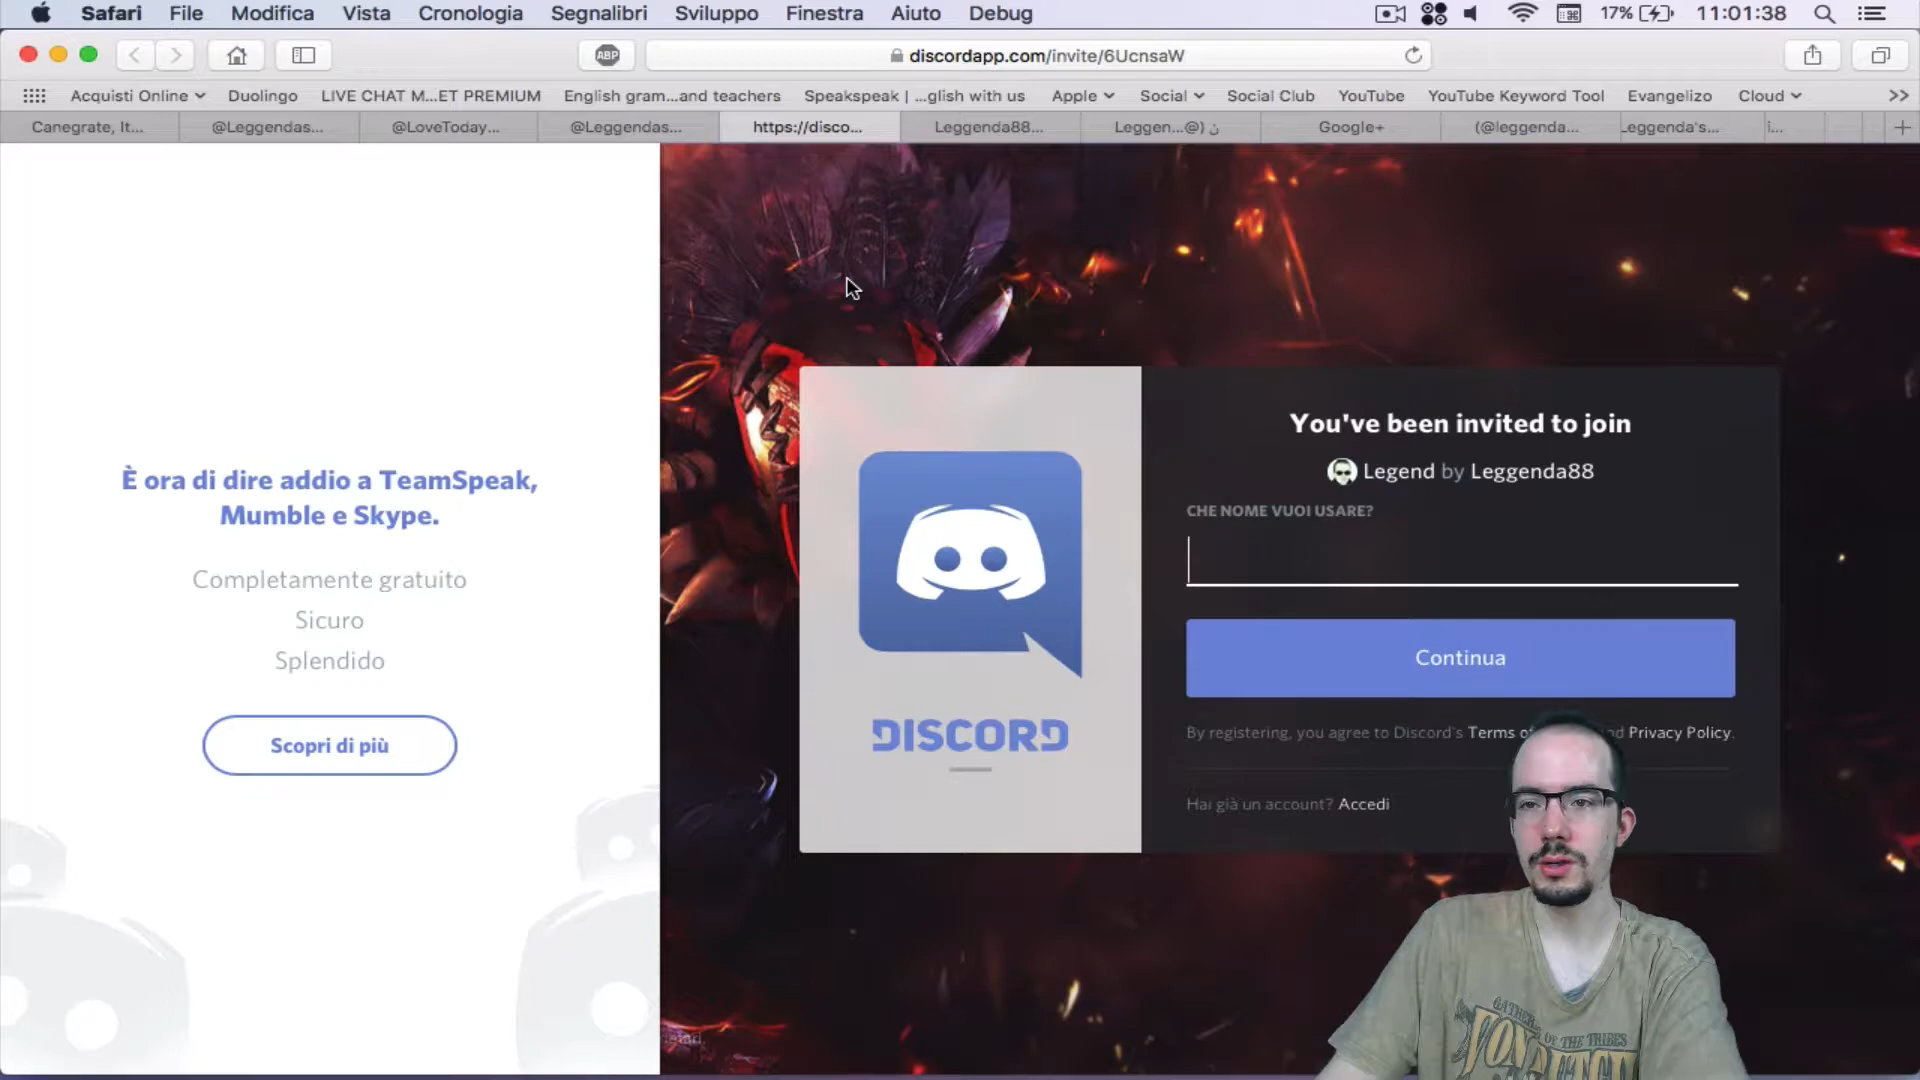 Safari File Modifica Vista Cronologia Segnalibri Sviluppo Finestra Aiuto Debug 17% 11:01:38
ABP discordapp.com/invite/6UcnsaW
Acquisti Online Duolingo LIVE CHAT M...ET PREMIUM English gram...and teachers Speakspeak | ...glish with us Apple Social Social Club YouTube YouTube Keyword Tool Evangelizo Cloud
Canegrate, It... @Leggendas... @LoveToday... @Leggendas... https://disco... Leggenda88... Leggen...@) ن Google+ (@leggenda... Leggenda's... i...
È ora di dire addio a TeamSpeak,
Mumble e Skype.
Completamente gratuito
Sicuro
Splendido
Scopri di più
DISCORD
You've been invited to join
Legend by Leggenda88
CHE NOME VUOI USARE?
Continua
By registering, you agree to Discord's Terms Privacy Policy.
Hai già un account? Accedi
OF THE TRIBES